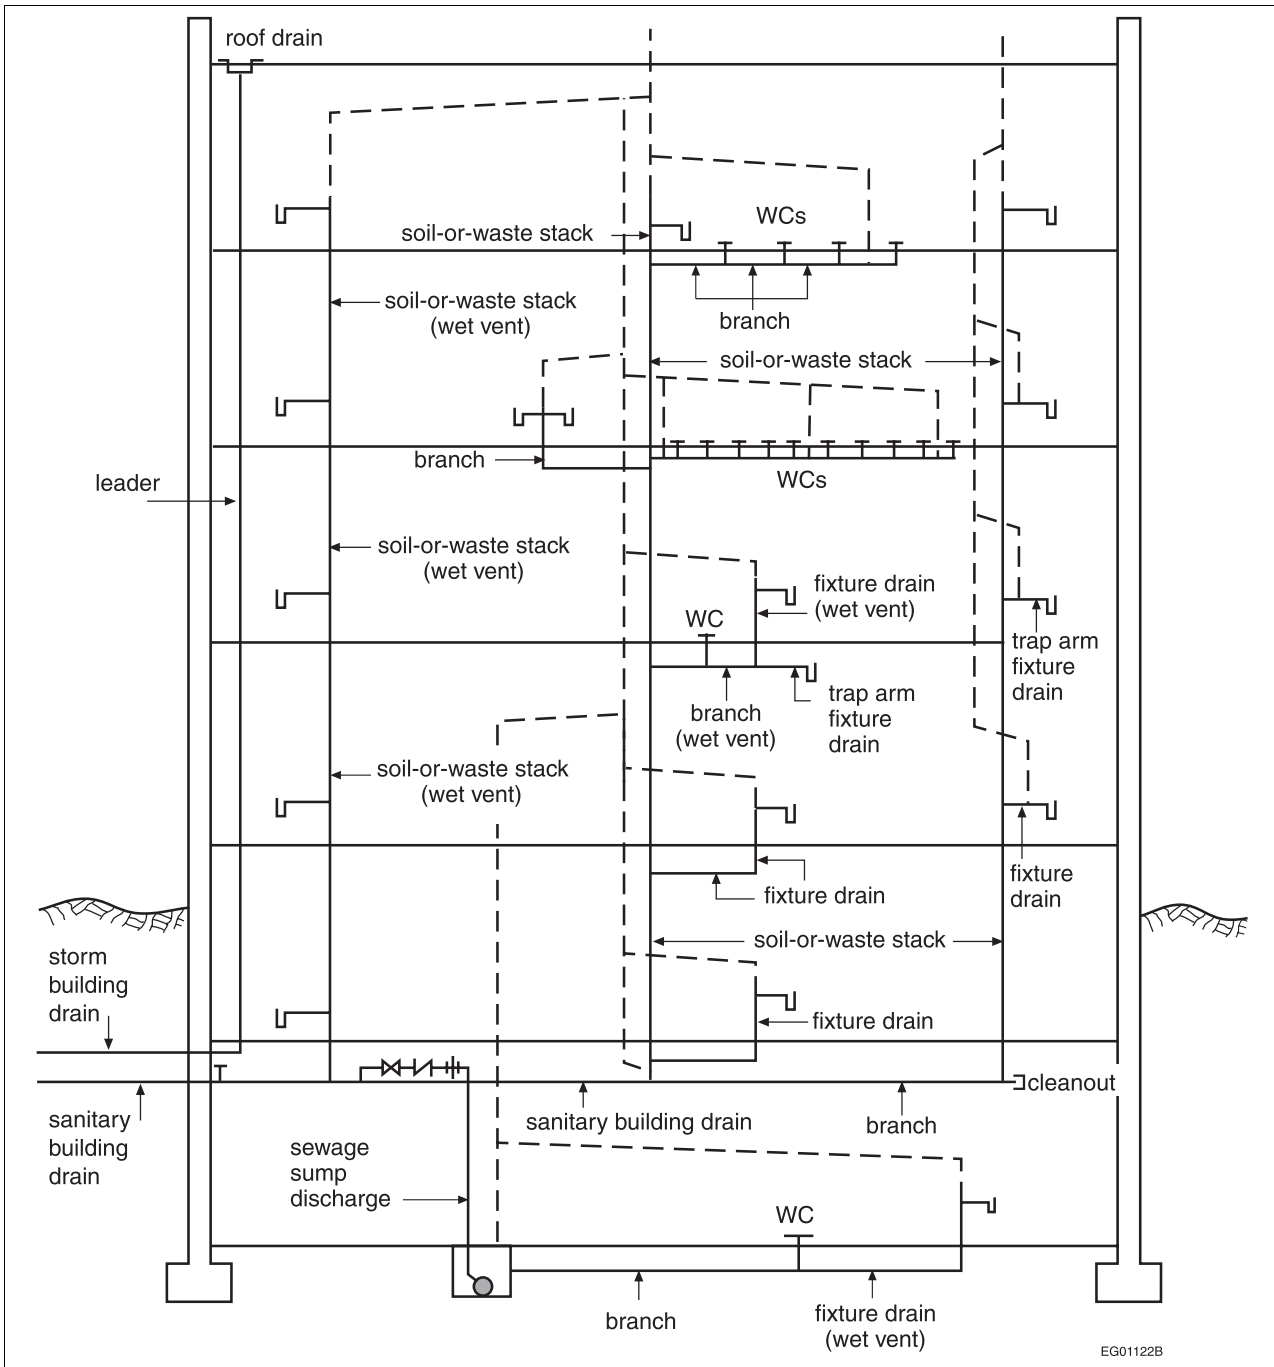 roof drain
WCs
soil-or-waste stack
soil-or-waste stack
(wet vent)
branch
soil-or-waste stack
branch
WCs
leader
soil-or-waste stack
(wet vent)
fixture drain
(wet vent)
WC
trap arm
fixture
drain
trap arm
fixture
drain
branch
(wet vent)
soil-or-waste stack
(wet vent)
fixture
drain
fixture drain
soil-or-waste stack
storm
building
drain
fixture drain
cleanout
sanitary
building
drain
sanitary building drain
branch
sewage
sump
discharge
WC
branch
fixture drain
(wet vent)
EG01122B